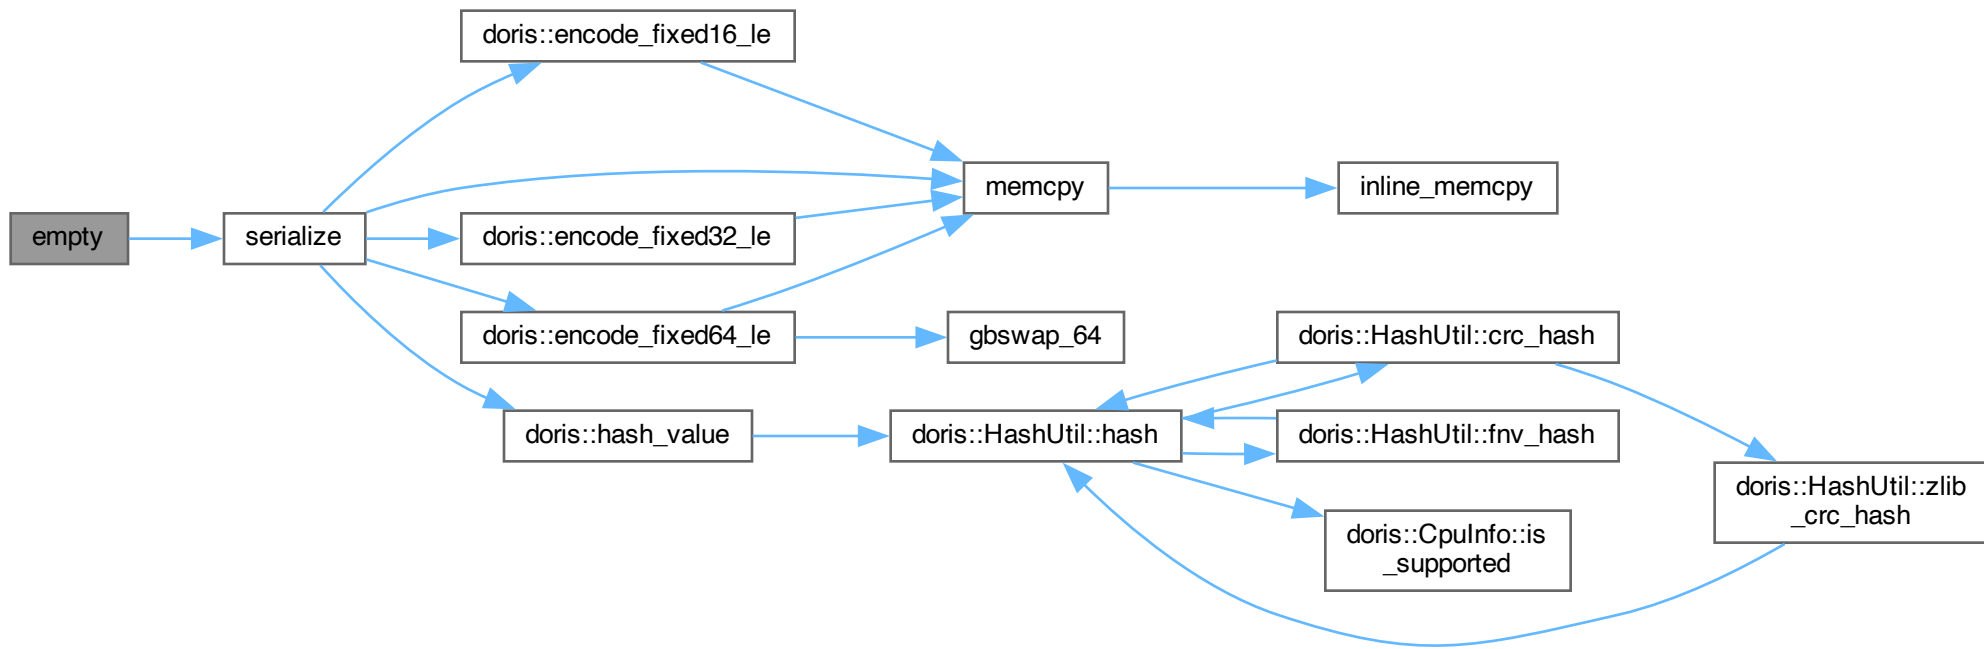 doris::encode_fixed16_le
memcpy
inline_memcpy
empty
serialize
doris::encode_fixed32_le
doris::encode_fixed64_le
gbswap_64
doris::HashUtil::crc_hash
doris::hash_value
doris::HashUtil::hash
doris::HashUtil::fnv_hash
doris::HashUtil::zlib
_crc_hash
doris::CpuInfo::is
_supported